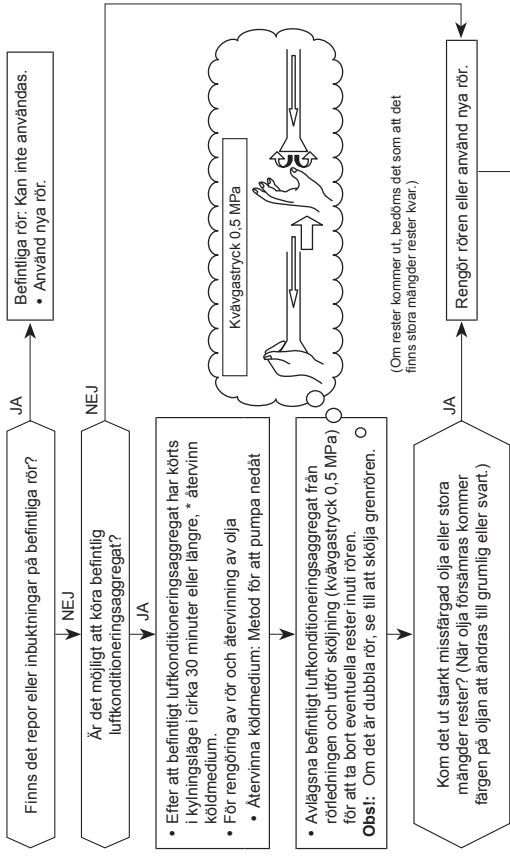 Finns det repor eller inbuktningar på befintliga rör?
JA
Befintliga rör: Kan inte användas.
• Använd nya rör.
NEJ
Är det möjligt att köra befintlig
luftkonditioneringsaggregat?
NEJ
JA
• Efter att befintligt luftkonditioneringsaggregat har körts
i kylningsläge i cirka 30 minuter eller längre, * återvinn
köldmedium.
• För rengöring av rör och återvinning av olja
• Återvinna köldmedium: Metod för att pumpa nedåt
Kvävgastryck 0,5 MPa
• Avlägsna befintligt luftkonditioneringsaggregat från
rörledningen och utför sköljning (kvävgastryck 0,5 MPa)
för att ta bort eventuella rester inuti rören.
Obs!: Om det är dubbla rör, se till att skölja grenrören.
(Om rester kommer ut, bedöms det som att det
finns stora mängder rester kvar.)
Kom det ut starkt missfärgad olja eller stora
mängder rester? (När olja försämras kommer
färgen på oljan att ändras till grumlig eller svart.)
JA
Rengör rören eller använd nya rör.